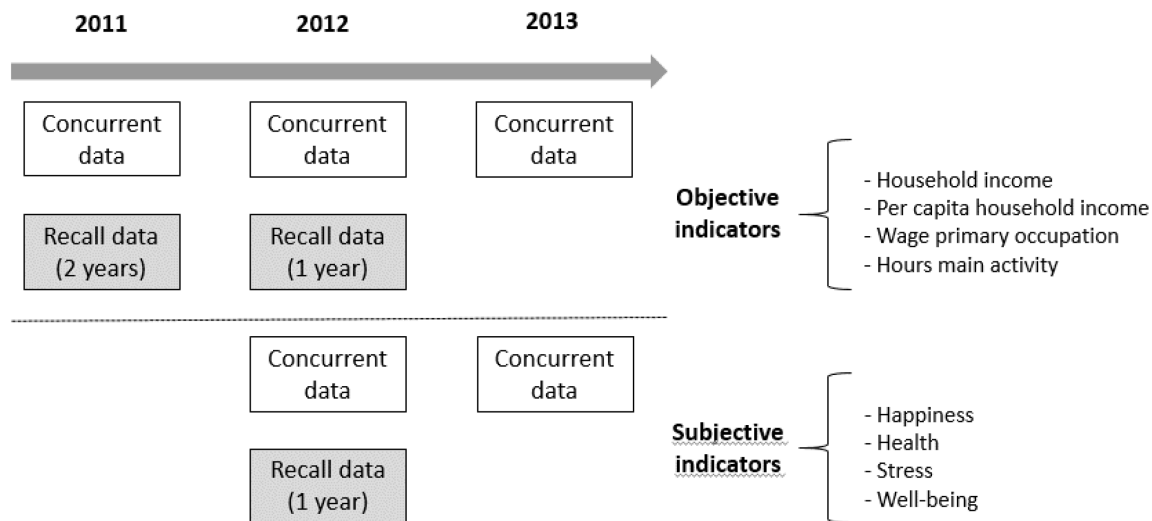 2011
2012
2013
Concurrent
data
Concurrent
data
Concurrent
data
Recall data
(2 years)
Recall data
(1 year)
Objective
indicators
- Household income
- Per capita household income
- Wage primary occupation
- Hours main activity
Concurrent
data
Concurrent
data
Recall data
(1 year)
Subjective
indicators
- Happiness
- Health
- Stress
- Well-being